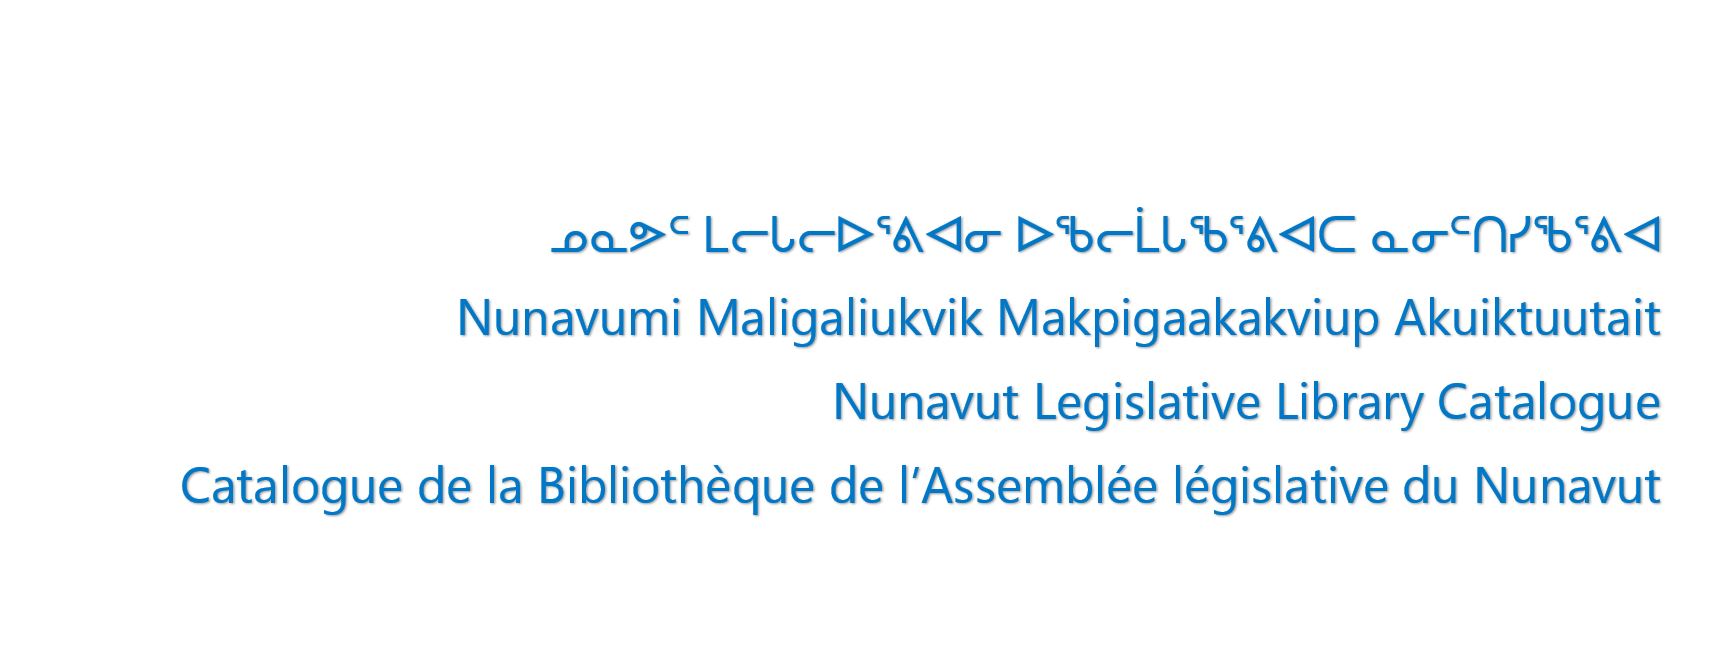 ᓄᓇᕗᑦ ᒪᓕᒐᓕᐅᕐᕕᐊᓂ ᐅᖃᓕᒫᒐᖃᕐᕕᐊᑕ ᓇᓂᑦᑎᓯᖃᕐᕕᐊ
Nunavumi Maligaliukvik Makpigaakakviup Akuiktuutait
Nunavut Legislative Library Catalogue
Catalogue de la Bibliothèque de l’Assemblée législative du Nunavut